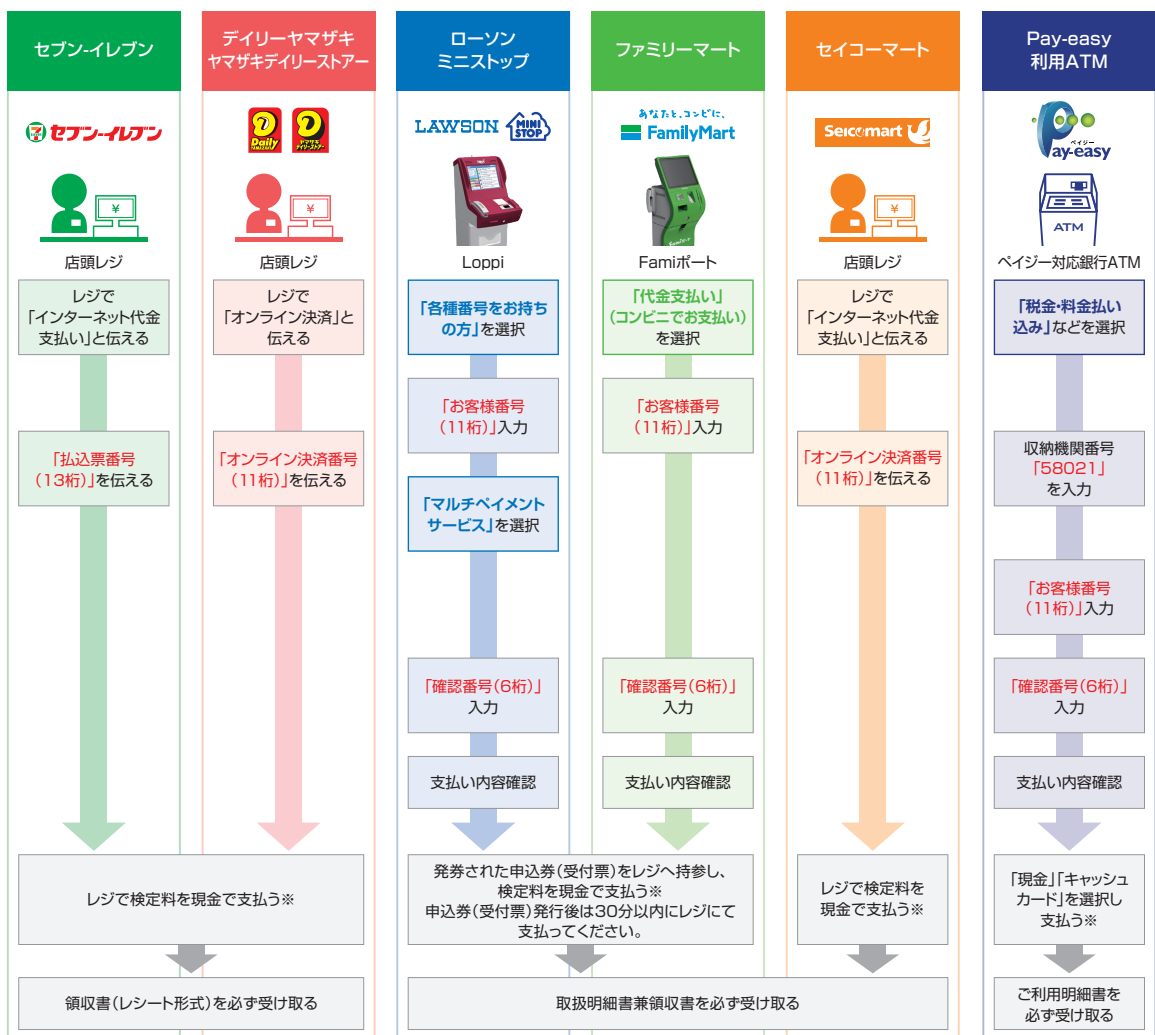 セブン-イレブン
デイリーヤマザキ
ヤマザキデイリーストアー
ローソン
ミニストップ
ファミリーマート
セイコーマート
Pay-easy
利用ATM
セブン-イレブン
Daily
YAMAZAKI
ヤマザキ
デイリーストアー
LAWSON
MINI
STOP
あなたと、コンビに、
FamilyMart
Seicomart
ペイジー
Pay-easy
¥
¥
¥
ATM
店頭レジ
店頭レジ
Loppi
Famiポート
店頭レジ
ペイジー対応銀行ATM
レジで
「インターネット代金
支払い」と伝える
レジで
「オンライン決済」と
伝える
「各種番号をお持ち
の方」を選択
「代金支払い」
(コンビニでお支払い)
を選択
レジで
「インターネット代金
支払い」と伝える
「税金・料金払い
込み」などを選択
「お客様番号
(11桁)」入力
「お客様番号
(11桁)」入力
「払込票番号
(13桁)」を伝える
「オンライン決済番号
(11桁)」を伝える
「マルチペイメント
サービス」を選択
「オンライン決済番号
(11桁)」を伝える
収納機関番号
「58021」
を入力
「お客様番号
(11桁)」入力
「確認番号(6桁)」
入力
「確認番号(6桁)」
入力
「確認番号(6桁)」
入力
支払い内容確認
支払い内容確認
支払い内容確認
レジで検定料を現金で支払う※
発券された申込券(受付票)をレジへ持参し、
検定料を現金で支払う※
申込券(受付票)発行後は30分以内にレジにて
支払ってください。
レジで検定料を
現金で支払う※
「現金」「キャッシュ
カード」を選択し
支払う※
領収書(レシート形式)を必ず受け取る
取扱明細書兼領収書を必ず受け取る
ご利用明細書を
必ず受け取る